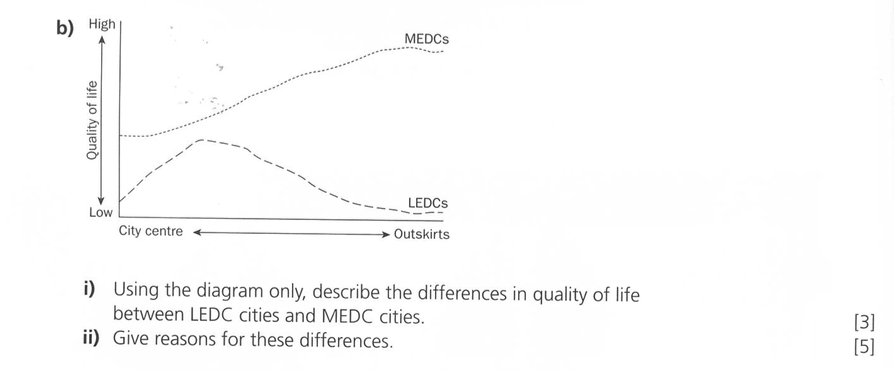 b)
High
MEDCs
Quality of life
LEDCs
Low
City centre
Outskirts
i) Using the diagram only, describe the differences in quality of life
between LEDC cities and MEDC cities.
[3]
ii) Give reasons for these differences.
[5]